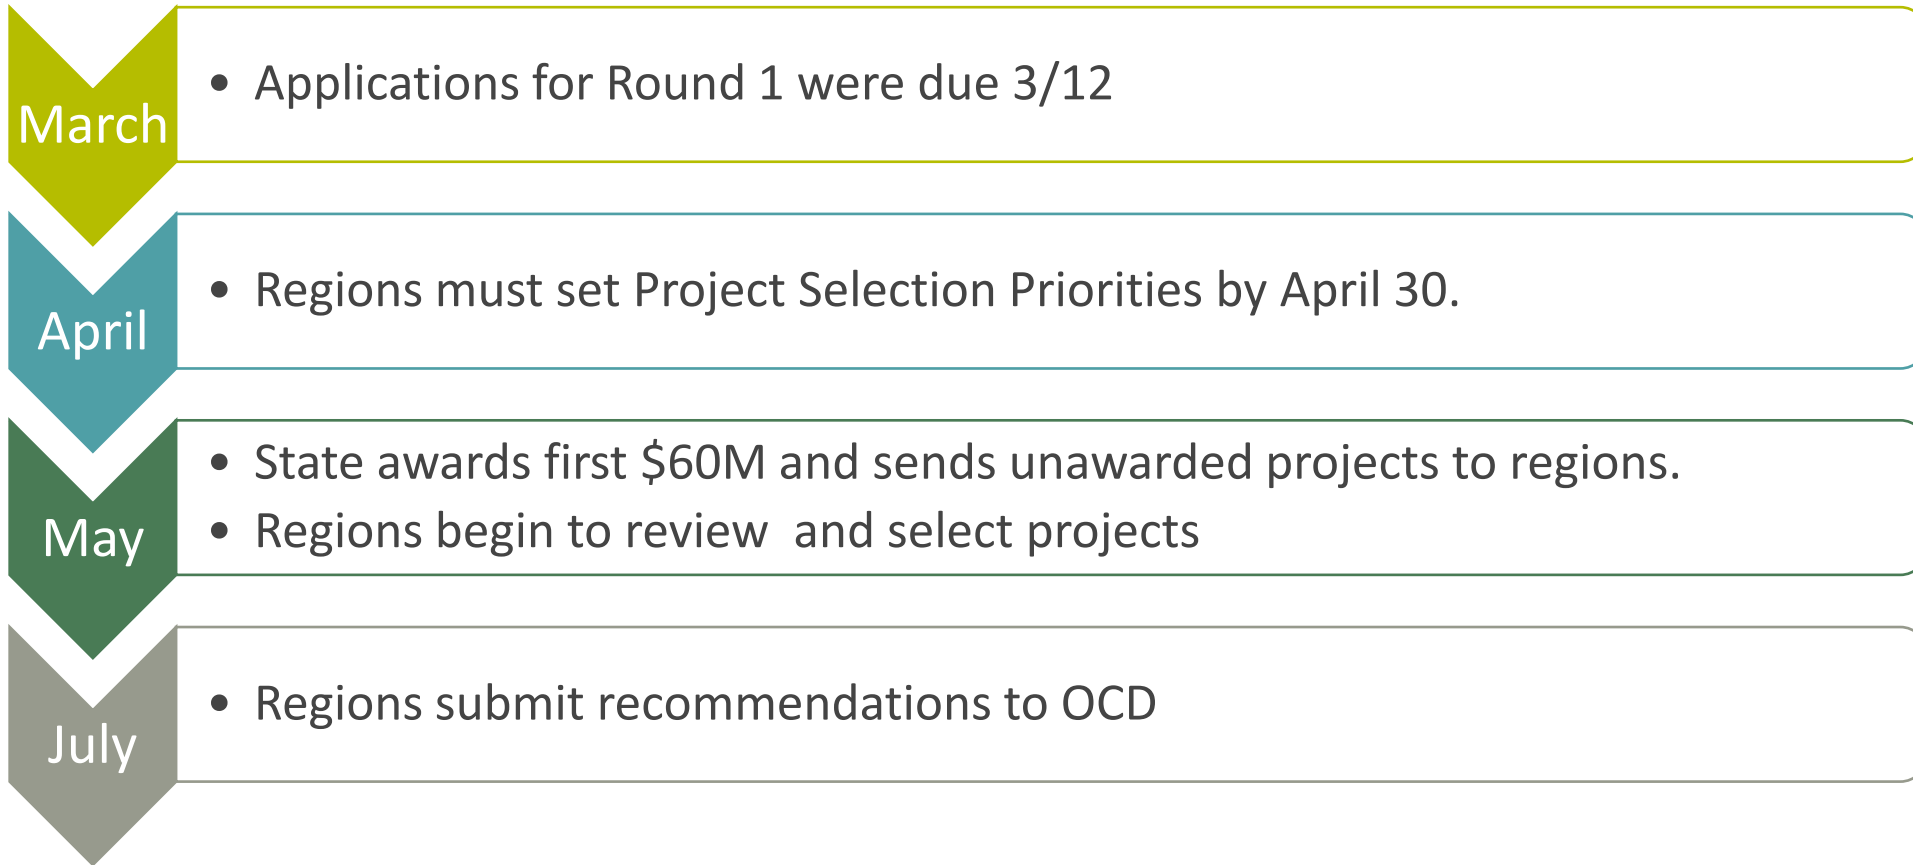 March
• Applications for Round 1 were due 3/12
April
• Regions must set Project Selection Priorities by April 30.
May
• State awards first $60M and sends unawarded projects to regions.
• Regions begin to review  and select projects
July
• Regions submit recommendations to OCD